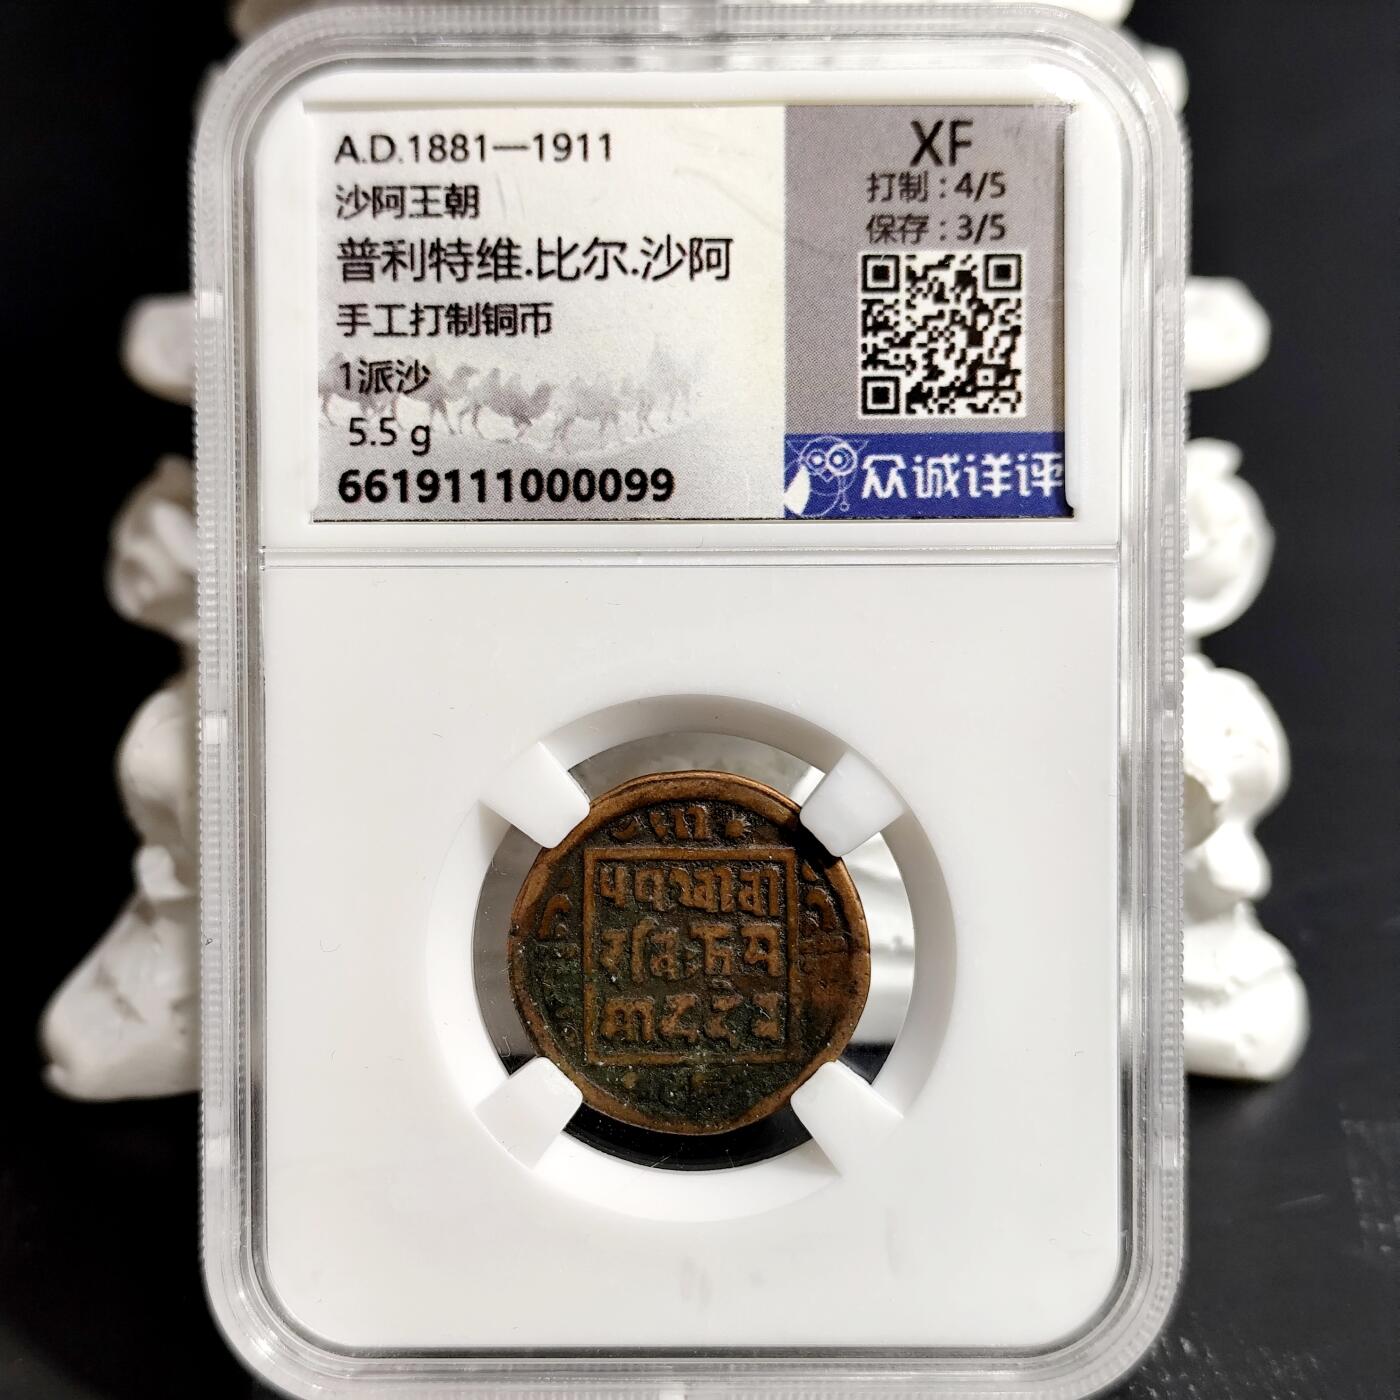 A.D.1881—1911
沙阿王朝
普利特维.比尔.沙阿
手工打制铜币
1派沙
5.5 g
6619111000099
XF
打制:4/5
保存:3/5
众诚详评